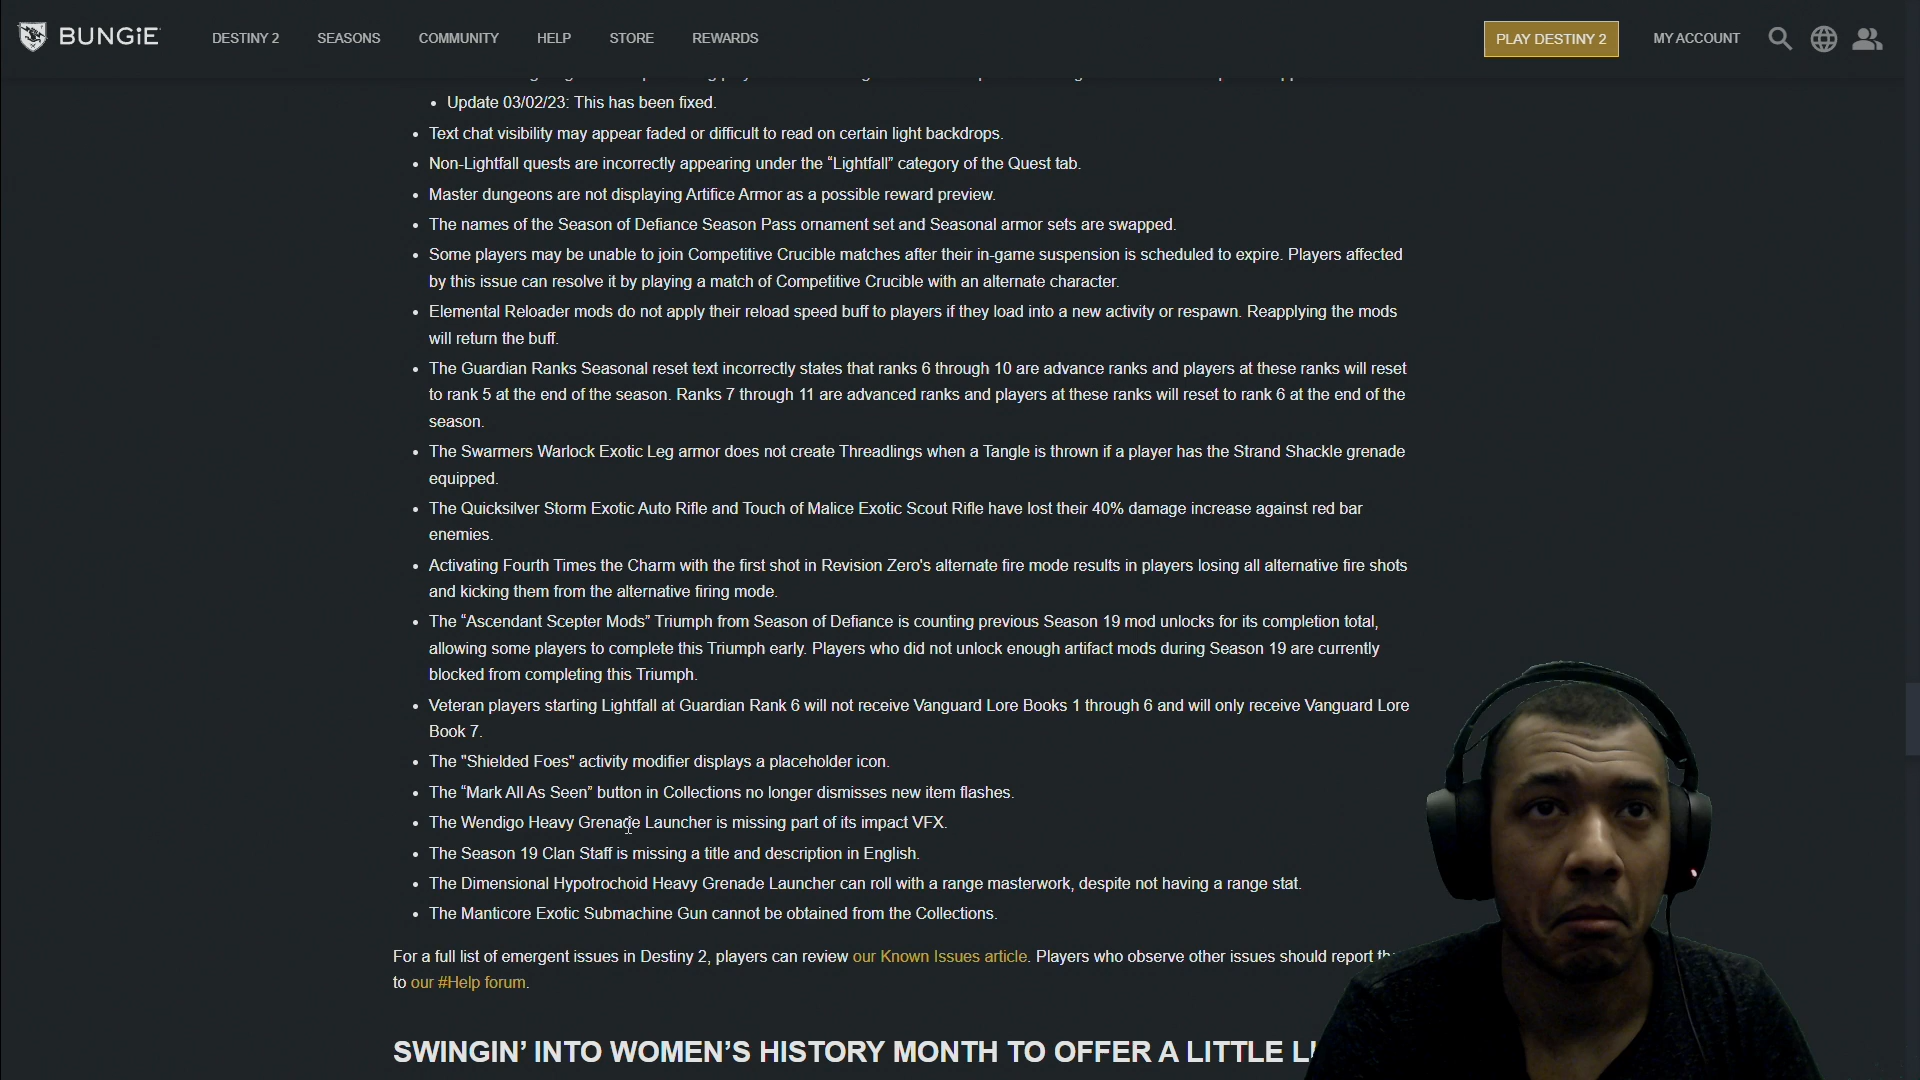 BUNGiE DESTINY 2 SEASONS COMMUNITY HELP STORE REWARDS PLAY DESTINY 2 MY ACCOUNT
• Update 03/02/23: This has been fixed.
• Text chat visibility may appear faded or difficult to read on certain light backdrops.
• Non-Lightfall quests are incorrectly appearing under the “Lightfall” category of the Quest tab.
• Master dungeons are not displaying Artifice Armor as a possible reward preview.
• The names of the Season of Defiance Season Pass ornament set and Seasonal armor sets are swapped.
• Some players may be unable to join Competitive Crucible matches after their in-game suspension is scheduled to expire. Players affected
by this issue can resolve it by playing a match of Competitive Crucible with an alternate character.
• Elemental Reloader mods do not apply their reload speed buff to players if they load into a new activity or respawn. Reapplying the mods
will return the buff.
• The Guardian Ranks Seasonal reset text incorrectly states that ranks 6 through 10 are advance ranks and players at these ranks will reset
to rank 5 at the end of the season. Ranks 7 through 11 are advanced ranks and players at these ranks will reset to rank 6 at the end of the
season.
• The Swarmers Warlock Exotic Leg armor does not create Threadlings when a Tangle is thrown if a player has the Strand Shackle grenade
equipped.
• The Quicksilver Storm Exotic Auto Rifle and Touch of Malice Exotic Scout Rifle have lost their 40% damage increase against red bar
enemies.
• Activating Fourth Times the Charm with the first shot in Revision Zero's alternate fire mode results in players losing all alternative fire shots
and kicking them from the alternative firing mode.
• The “Ascendant Scepter Mods” Triumph from Season of Defiance is counting previous Season 19 mod unlocks for its completion total,
allowing some players to complete this Triumph early. Players who did not unlock enough artifact mods during Season 19 are currently
blocked from completing this Triumph.
• Veteran players starting Lightfall at Guardian Rank 6 will not receive Vanguard Lore Books 1 through 6 and will only receive Vanguard Lore
Book 7.
• The "Shielded Foes" activity modifier displays a placeholder icon.
• The “Mark All As Seen” button in Collections no longer dismisses new item flashes.
• The Wendigo Heavy Grenade Launcher is missing part of its impact VFX.
• The Season 19 Clan Staff is missing a title and description in English.
• The Dimensional Hypotrochoid Heavy Grenade Launcher can roll with a range masterwork, despite not having a range stat.
• The Manticore Exotic Submachine Gun cannot be obtained from the Collections.
For a full list of emergent issues in Destiny 2, players can review our Known Issues article. Players who observe other issues should report
to our #Help forum.
SWINGIN’ INTO WOMEN’S HISTORY MONTH TO OFFER A LITTLE